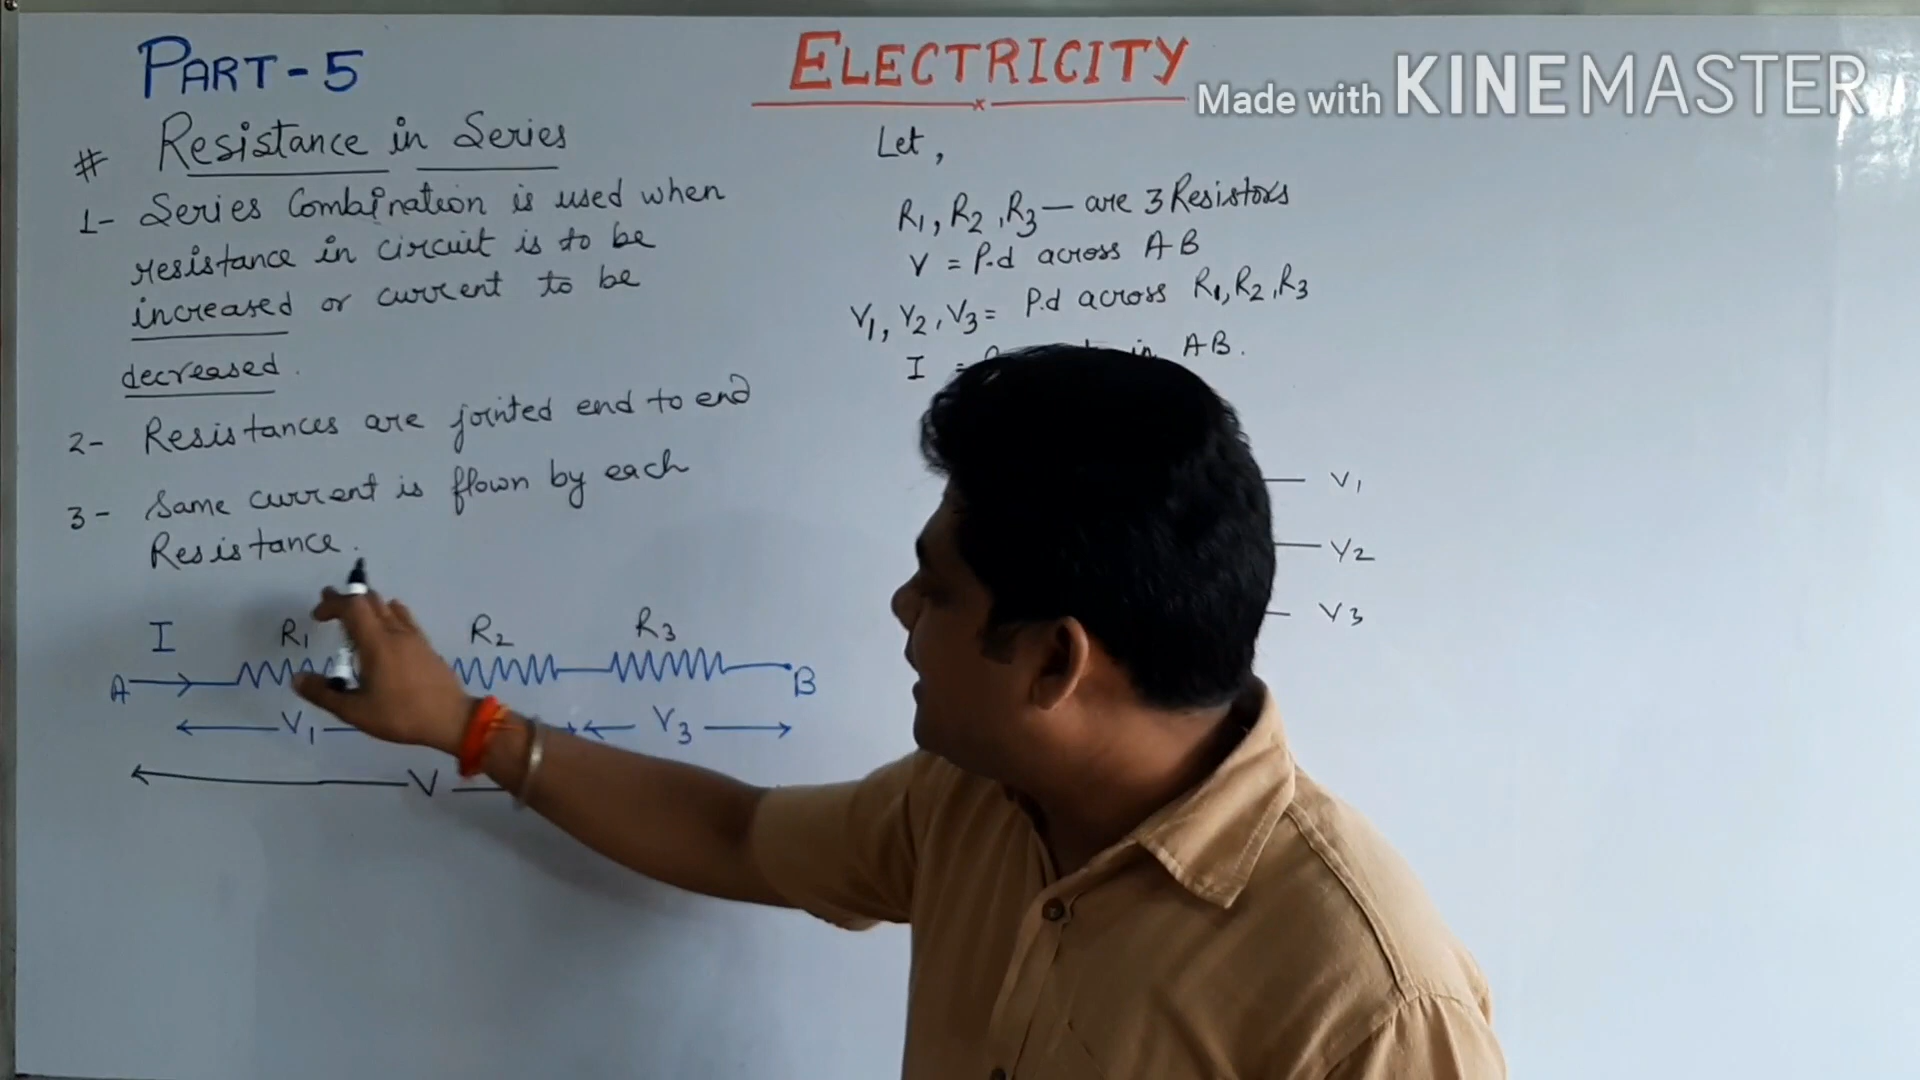 PART-5
ELECTRICITY
Made with KINEMASTER
# Resistance in Series
1- Series Combination is used when
resistance in circuit is to be
increased or current to be
decreased.
2- Resistances are jointed end to end
3- Same current is flown by each
Resistance.
I R1 R2 R3
A B
V1 V3
V
Let,
R1, R2, R3 — are 3 Resistors
V = P.d across AB
V1, V2, V3 = P.d across R1, R2, R3
I = in AB.
V1
V2
V3